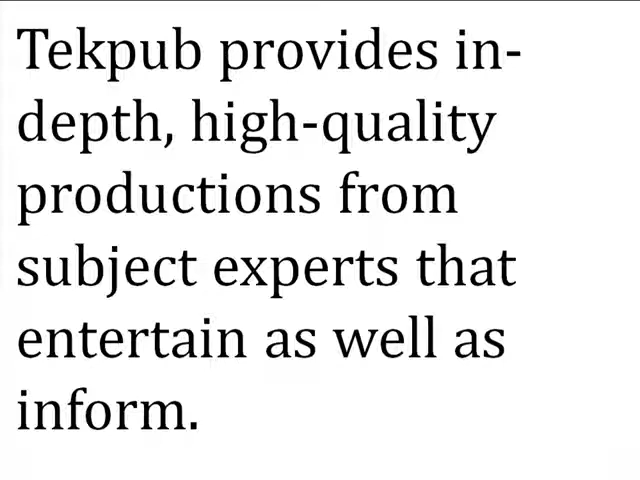 Tekpub provides in-
depth, high-quality
productions from
subject experts that
entertain as well as
inform.